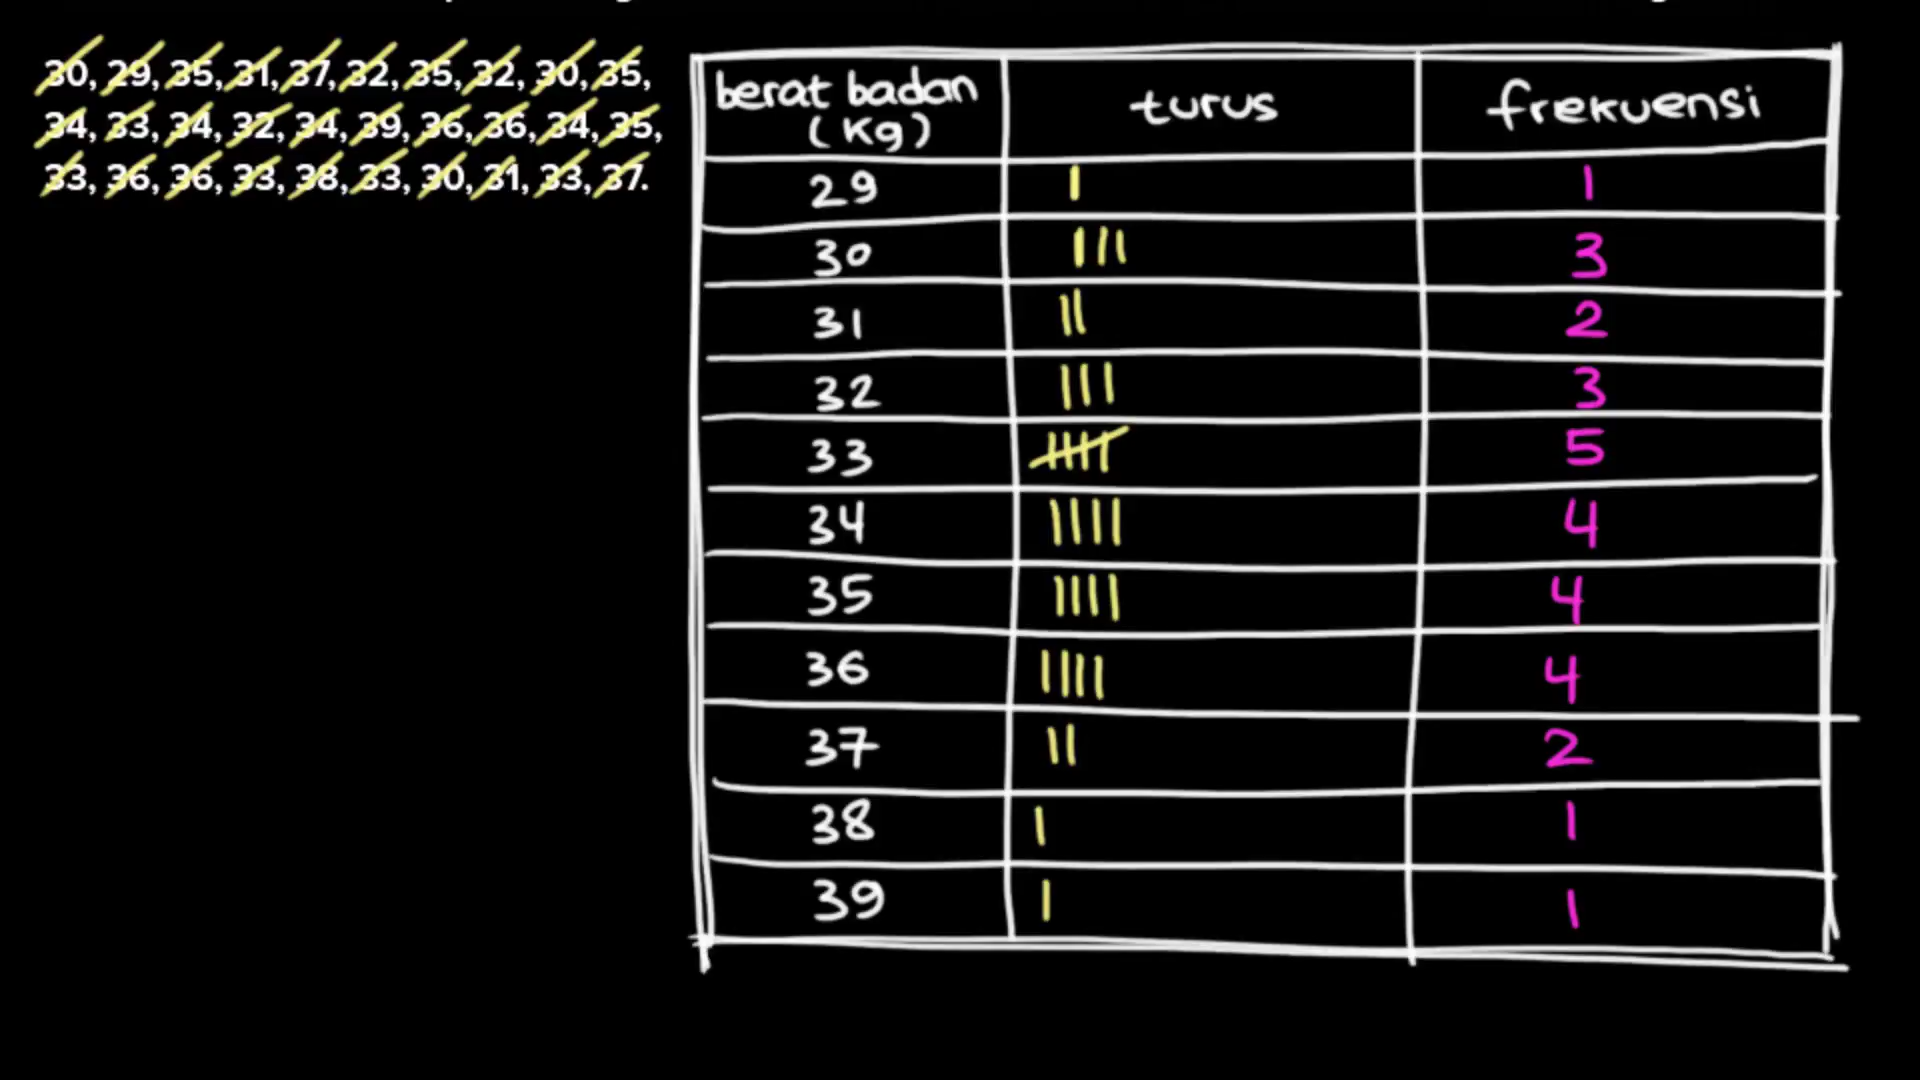 30, 29, 35, 31, 37, 32, 35, 32, 30, 35,
34, 33, 34, 32, 34, 39, 36, 36, 34, 35,
33, 36, 36, 33, 38, 33, 30, 31, 33, 37.
berat badan (Kg) turus frekuensi
29 | 1
30 ||| 3
31 || 2
32 ||| 3
33 5
34 |||| 4
35 |||| 4
36 |||| 4
37 || 2
38 | 1
39 | 1